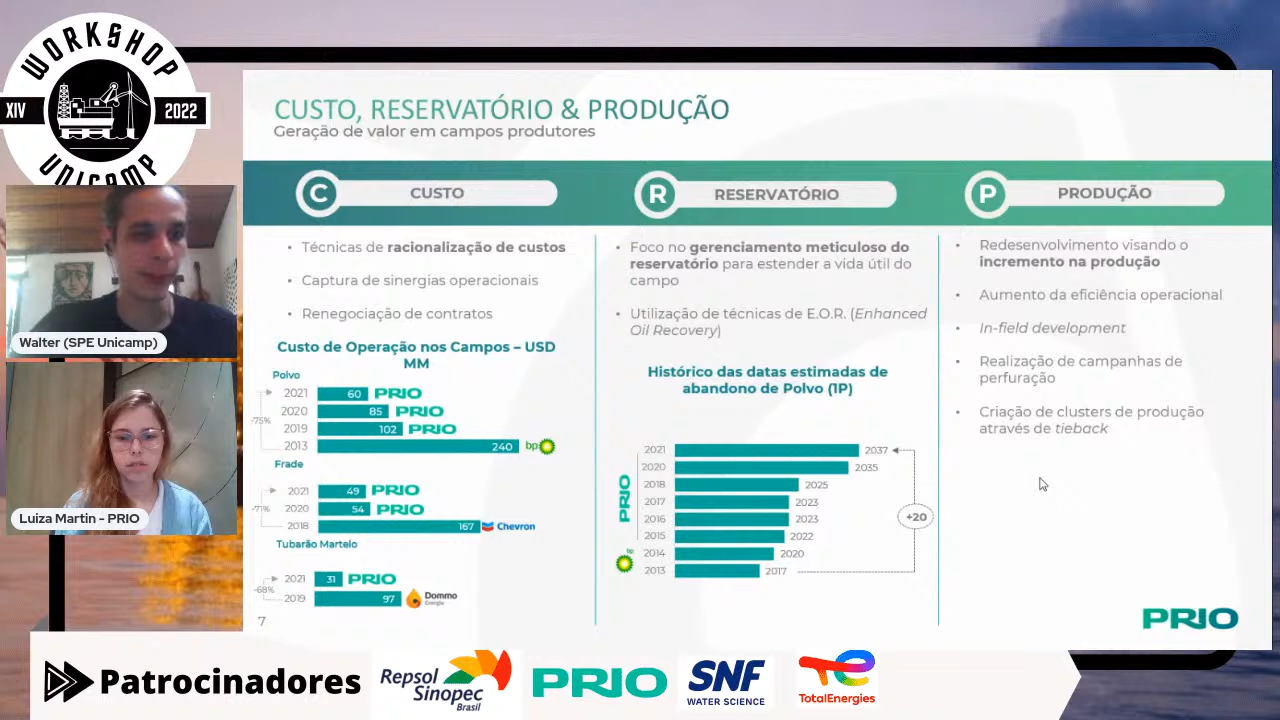 WORKSHOP
XIV
2022
UNICAMP
Walter (SPE Unicamp)
Luiza Martin - PRIO
CUSTO, RESERVATÓRIO & PRODUÇÃO
Geração de valor em campos produtores
C
CUSTO
• Técnicas de racionalização de custos
• Captura de sinergias operacionais
• Renegociação de contratos
Custo de Operação nos Campos – USD
MM
Polvo
-75%
2021 60 PRIO
2020 85 PRIO
2019 102 PRIO
2013 240 bp
Frade
-71%
2021 49 PRIO
2020 54 PRIO
2018 167 Chevron
Tubarão Martelo
-68%
2021 31 PRIO
2019 97 Dommo
Energia
7
R
RESERVATÓRIO
• Foco no gerenciamento meticuloso do
reservatório para estender a vida útil do
campo
• Utilização de técnicas de E.O.R. (Enhanced
Oil Recovery)
Histórico das datas estimadas de
abandono de Polvo (1P)
PRIO
bp
2021 2037
2020 2035
2018 2025
2017 2023
2016 2023
2015 2022
2014 2020
2013 2017
+20
P
PRODUÇÃO
• Redesenvolvimento visando o
incremento na produção
• Aumento da eficiência operacional
• In-field development
• Realização de campanhas de
perfuração
• Criação de clusters de produção
através de tieback
PRIO
Patrocinadores
Repsol
Sinopec
Brasil
PRIO
SNF
WATER SCIENCE
TotalEnergies